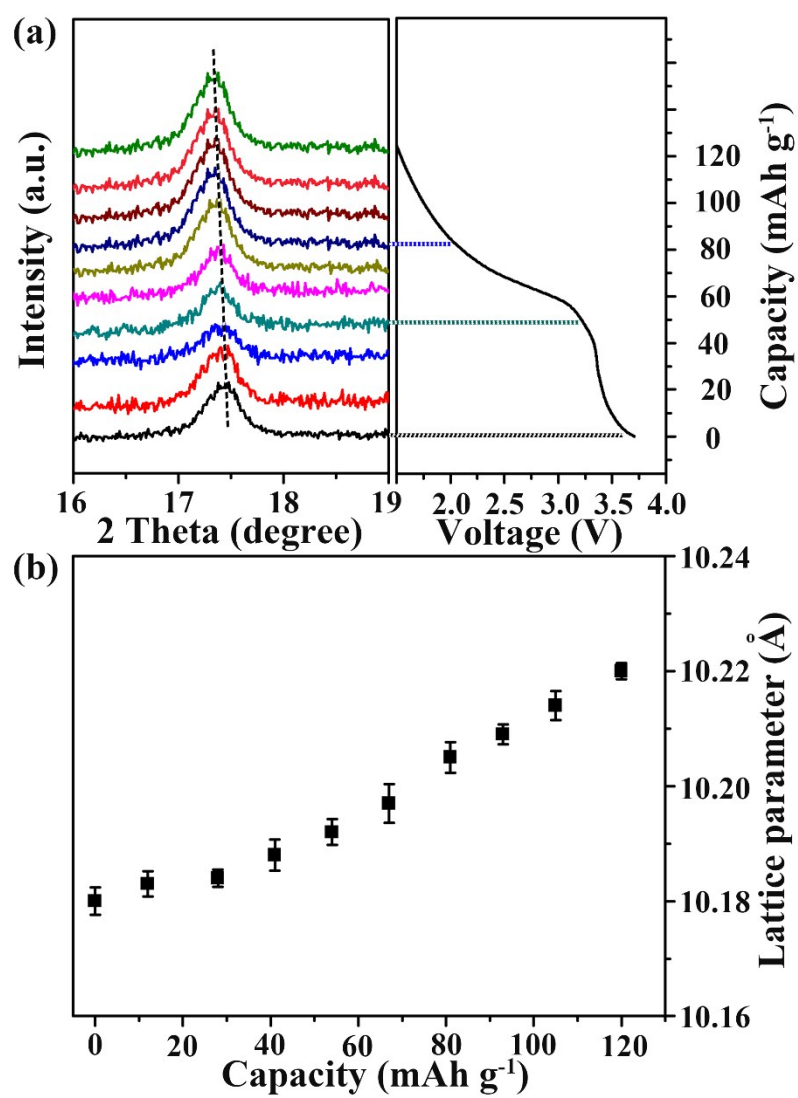 (a)
Intensity (a.u.)
16 17 18 19
2 Theta (degree)
2.0 2.5 3.0 3.5 4.0
Voltage (V)
120
100
80
60
40
20
0
Capacity (mAh g-1)
(b)
10.24
10.22
10.20
10.18
10.16
Lattice parameter (Å)
0 20 40 60 80 100 120
Capacity (mAh g-1)